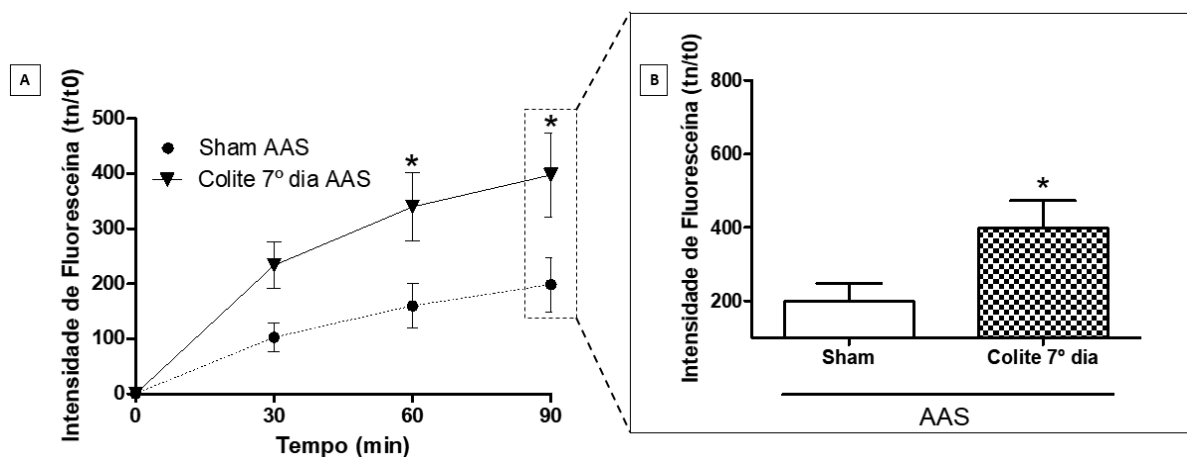 A
Intensidade de Fluoresceína (tn/t0)
500
400
300
200
100
0
Sham AAS
Colite 7º dia AAS
*
*
0
30
60
90
Tempo (min)
B
Intensidade de Fluoresceína (tn/t0)
800
600
400
200
*
Sham
Colite 7º dia
AAS